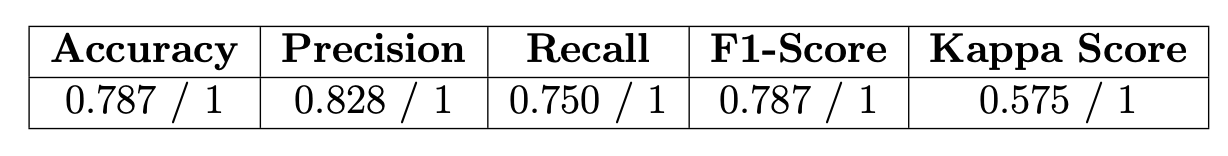 Accuracy Precision Recall F1-Score Kappa Score
0.787 / 1 0.828 / 1 0.750 / 1 0.787 / 1 0.575 / 1